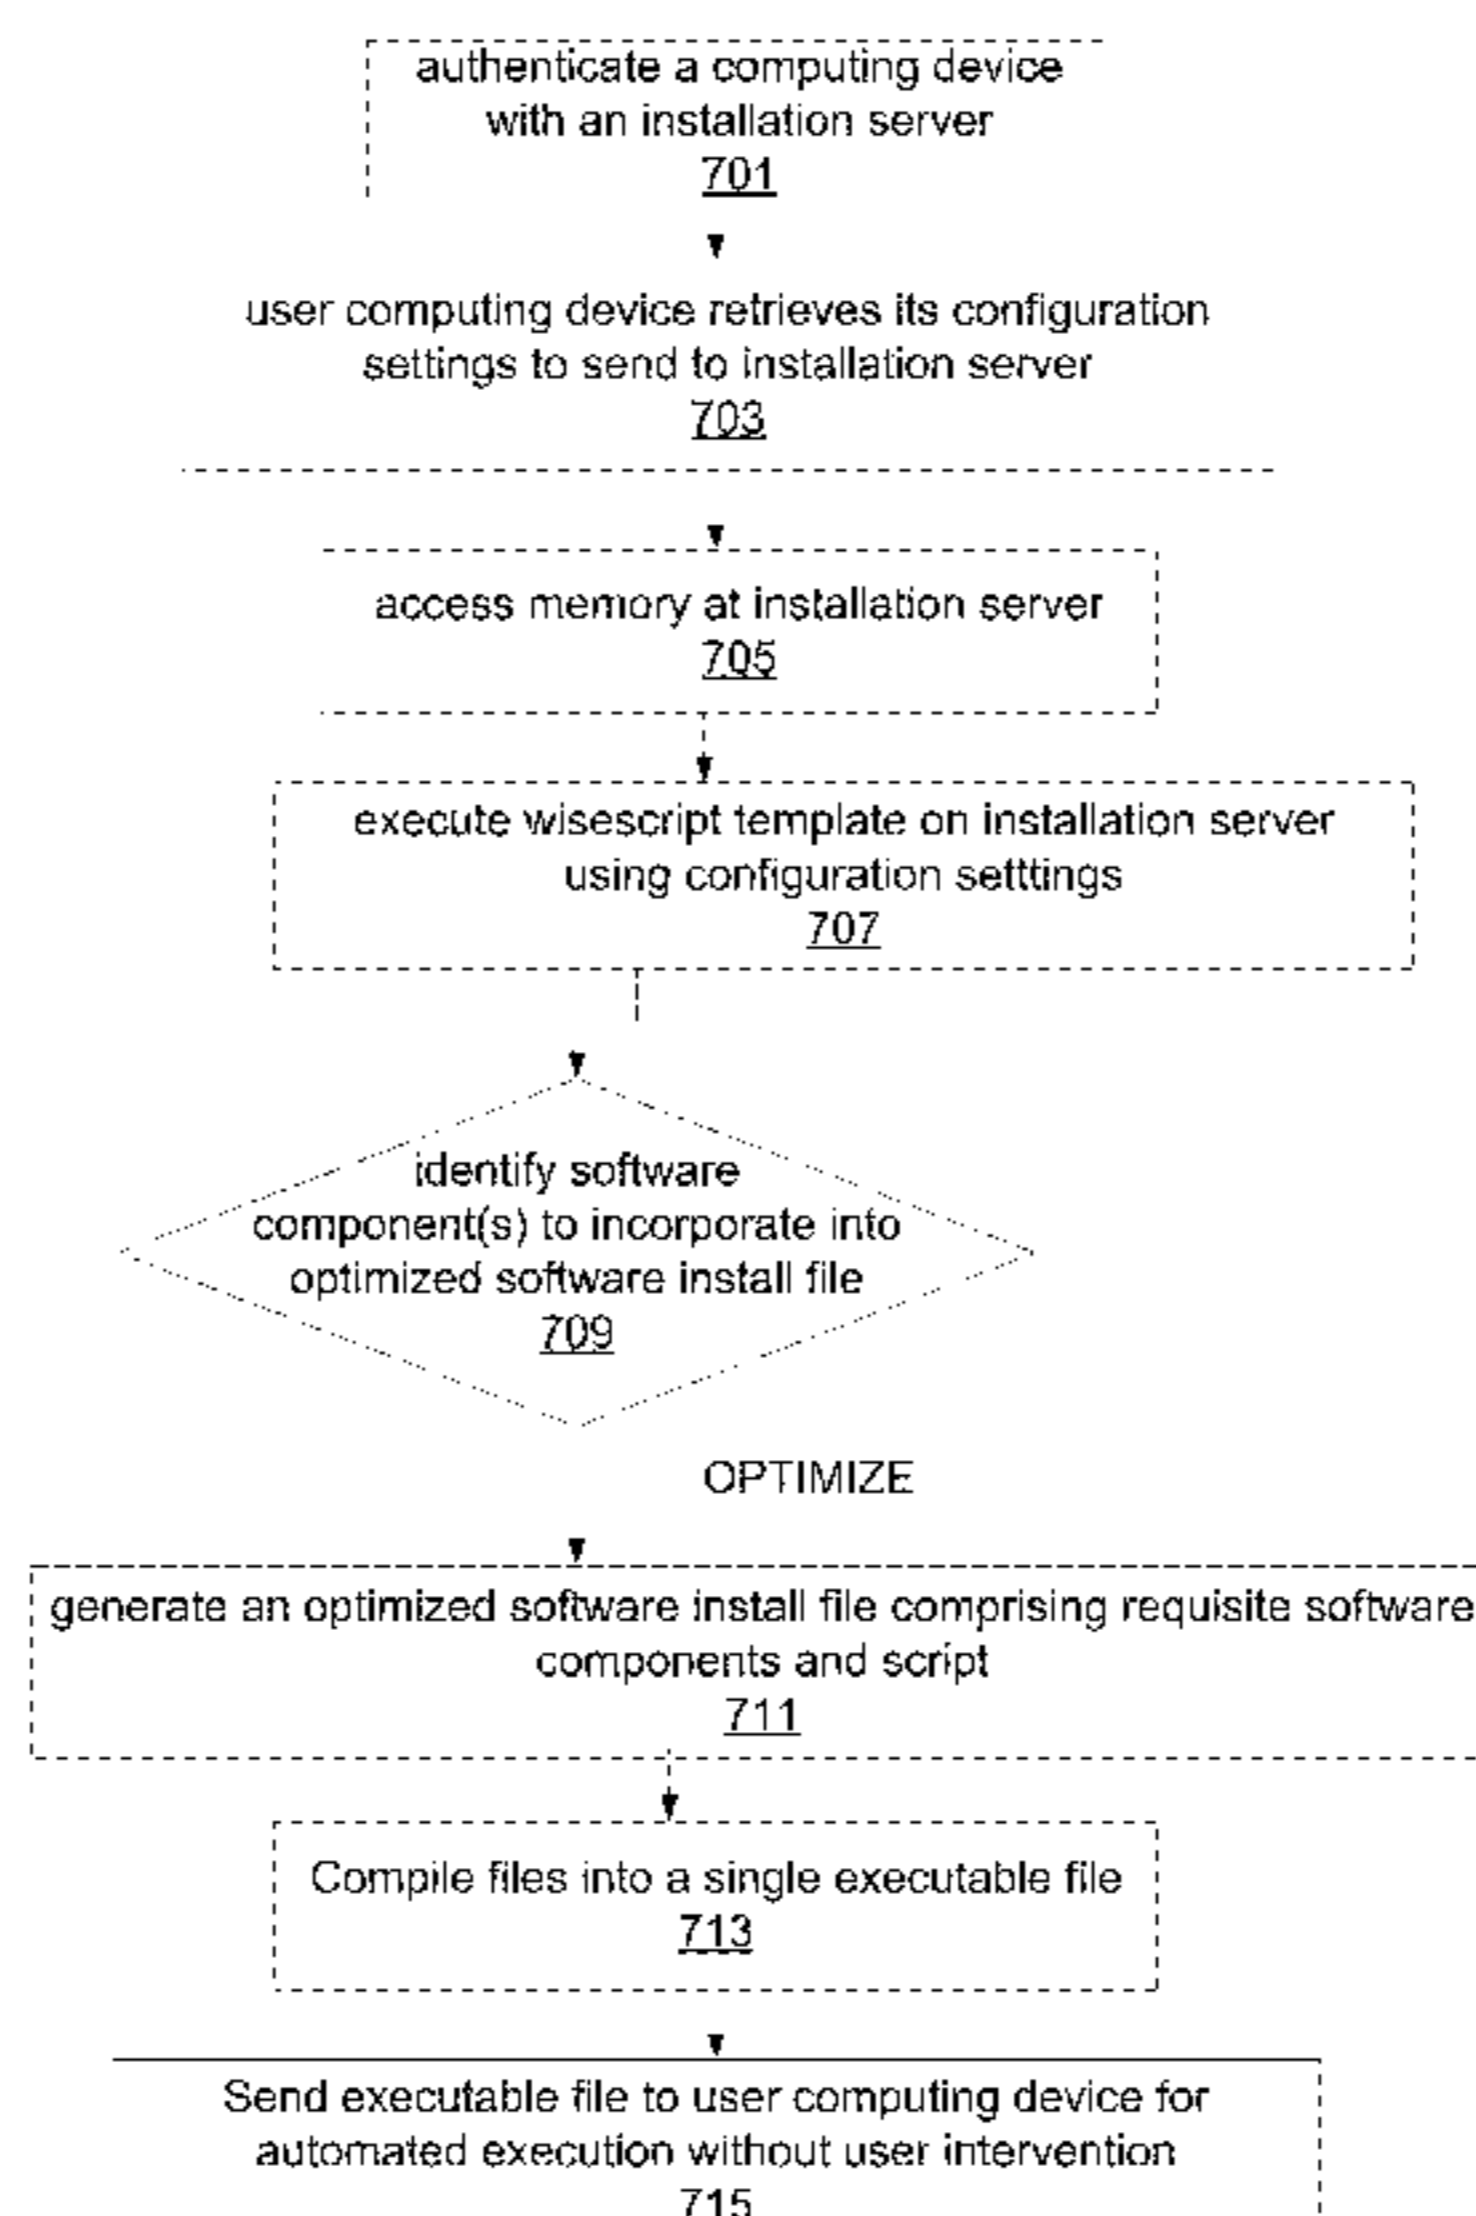 authenticate a computing device
with an installation server
701
user computing device retrieves its configuration
settings to send to installation server
703
access memory at installation server
705
execute wisescript template on installation server
using configuration setttings
707
identify software
component(s) to incorporate into
optimized software install file
709
OPTIMIZE
generate an optimized software install file comprising requisite software
components and script
711
Compile files into a single executable file
713
Send executable file to user computing device for
automated execution without user intervention
715